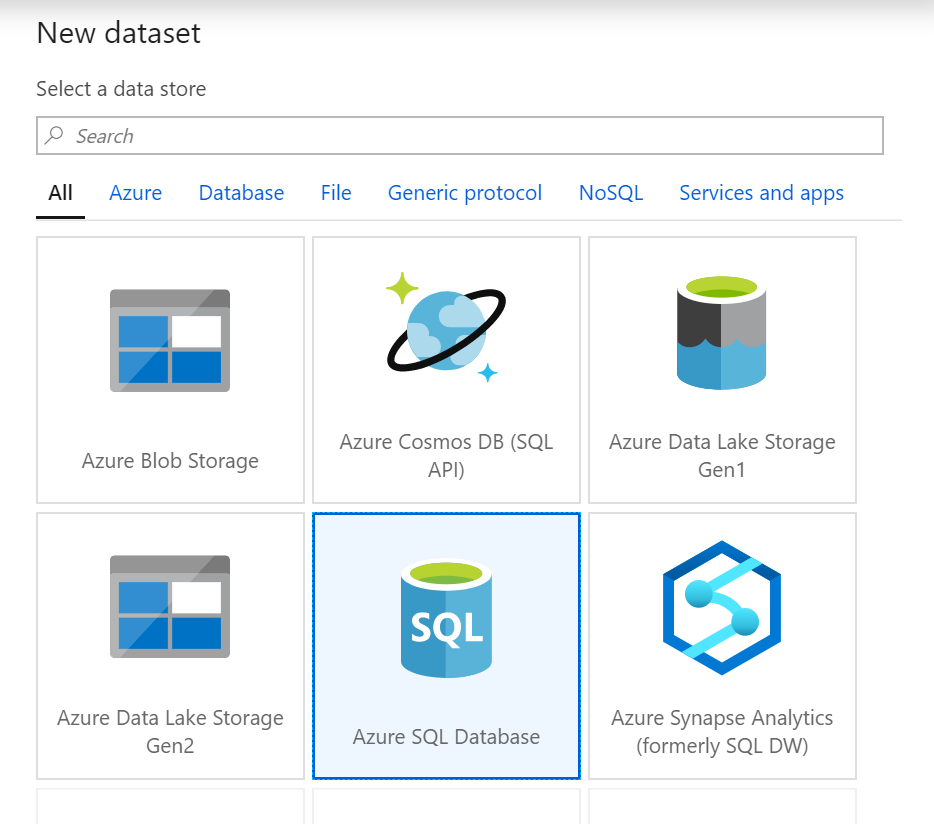 New dataset
Select a data store
Search
All Azure Database File Generic protocol NoSQL Services and apps
Azure Blob Storage
Azure Cosmos DB (SQL
API)
Azure Data Lake Storage
Gen1
Azure Data Lake Storage
Gen2
SQL
Azure SQL Database
Azure Synapse Analytics
(formerly SQL DW)